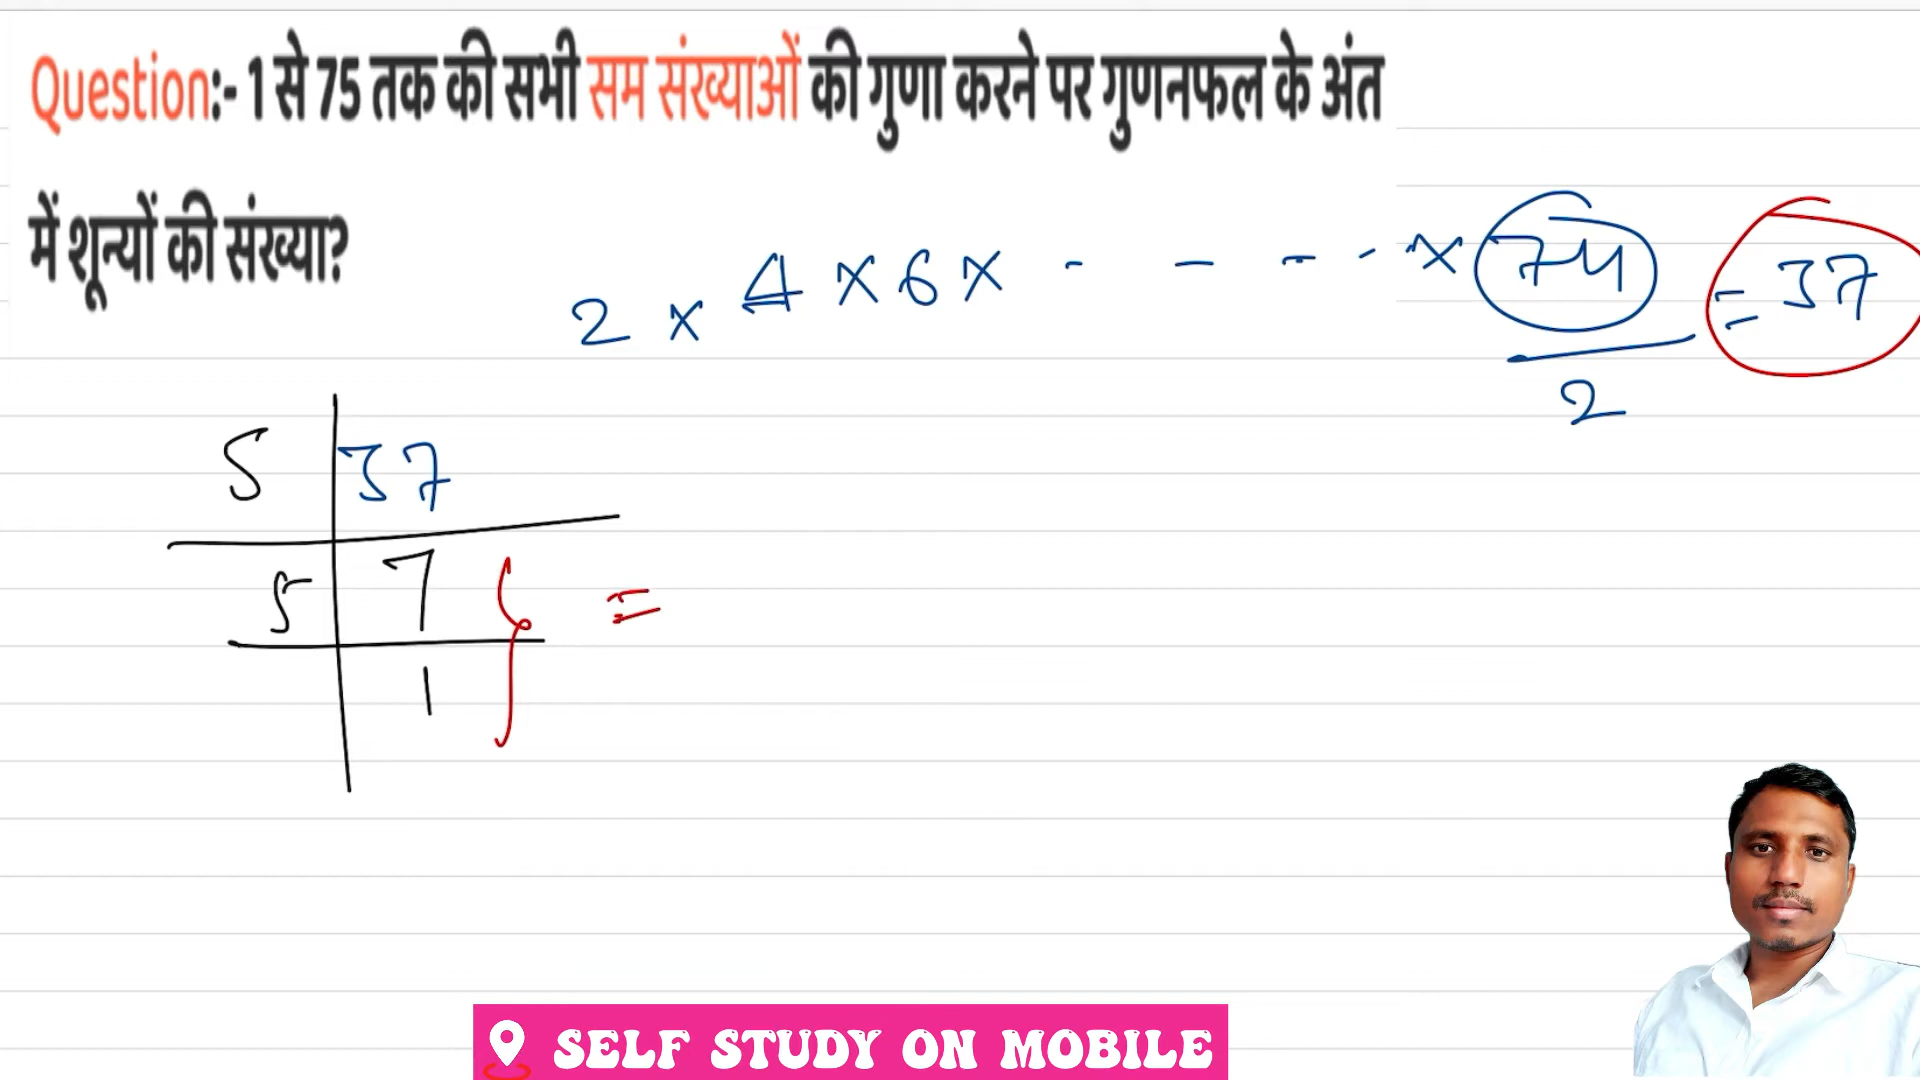 Question:- 1 से 75 तक की सभी सम संख्याओं की गुणा करने पर गुणनफल के अंत
में शून्यों की संख्या?
2 x 4 x 6 x - - - - x 74 = 37
2
5 37
5 7 =
1
SELF STUDY ON MOBILE